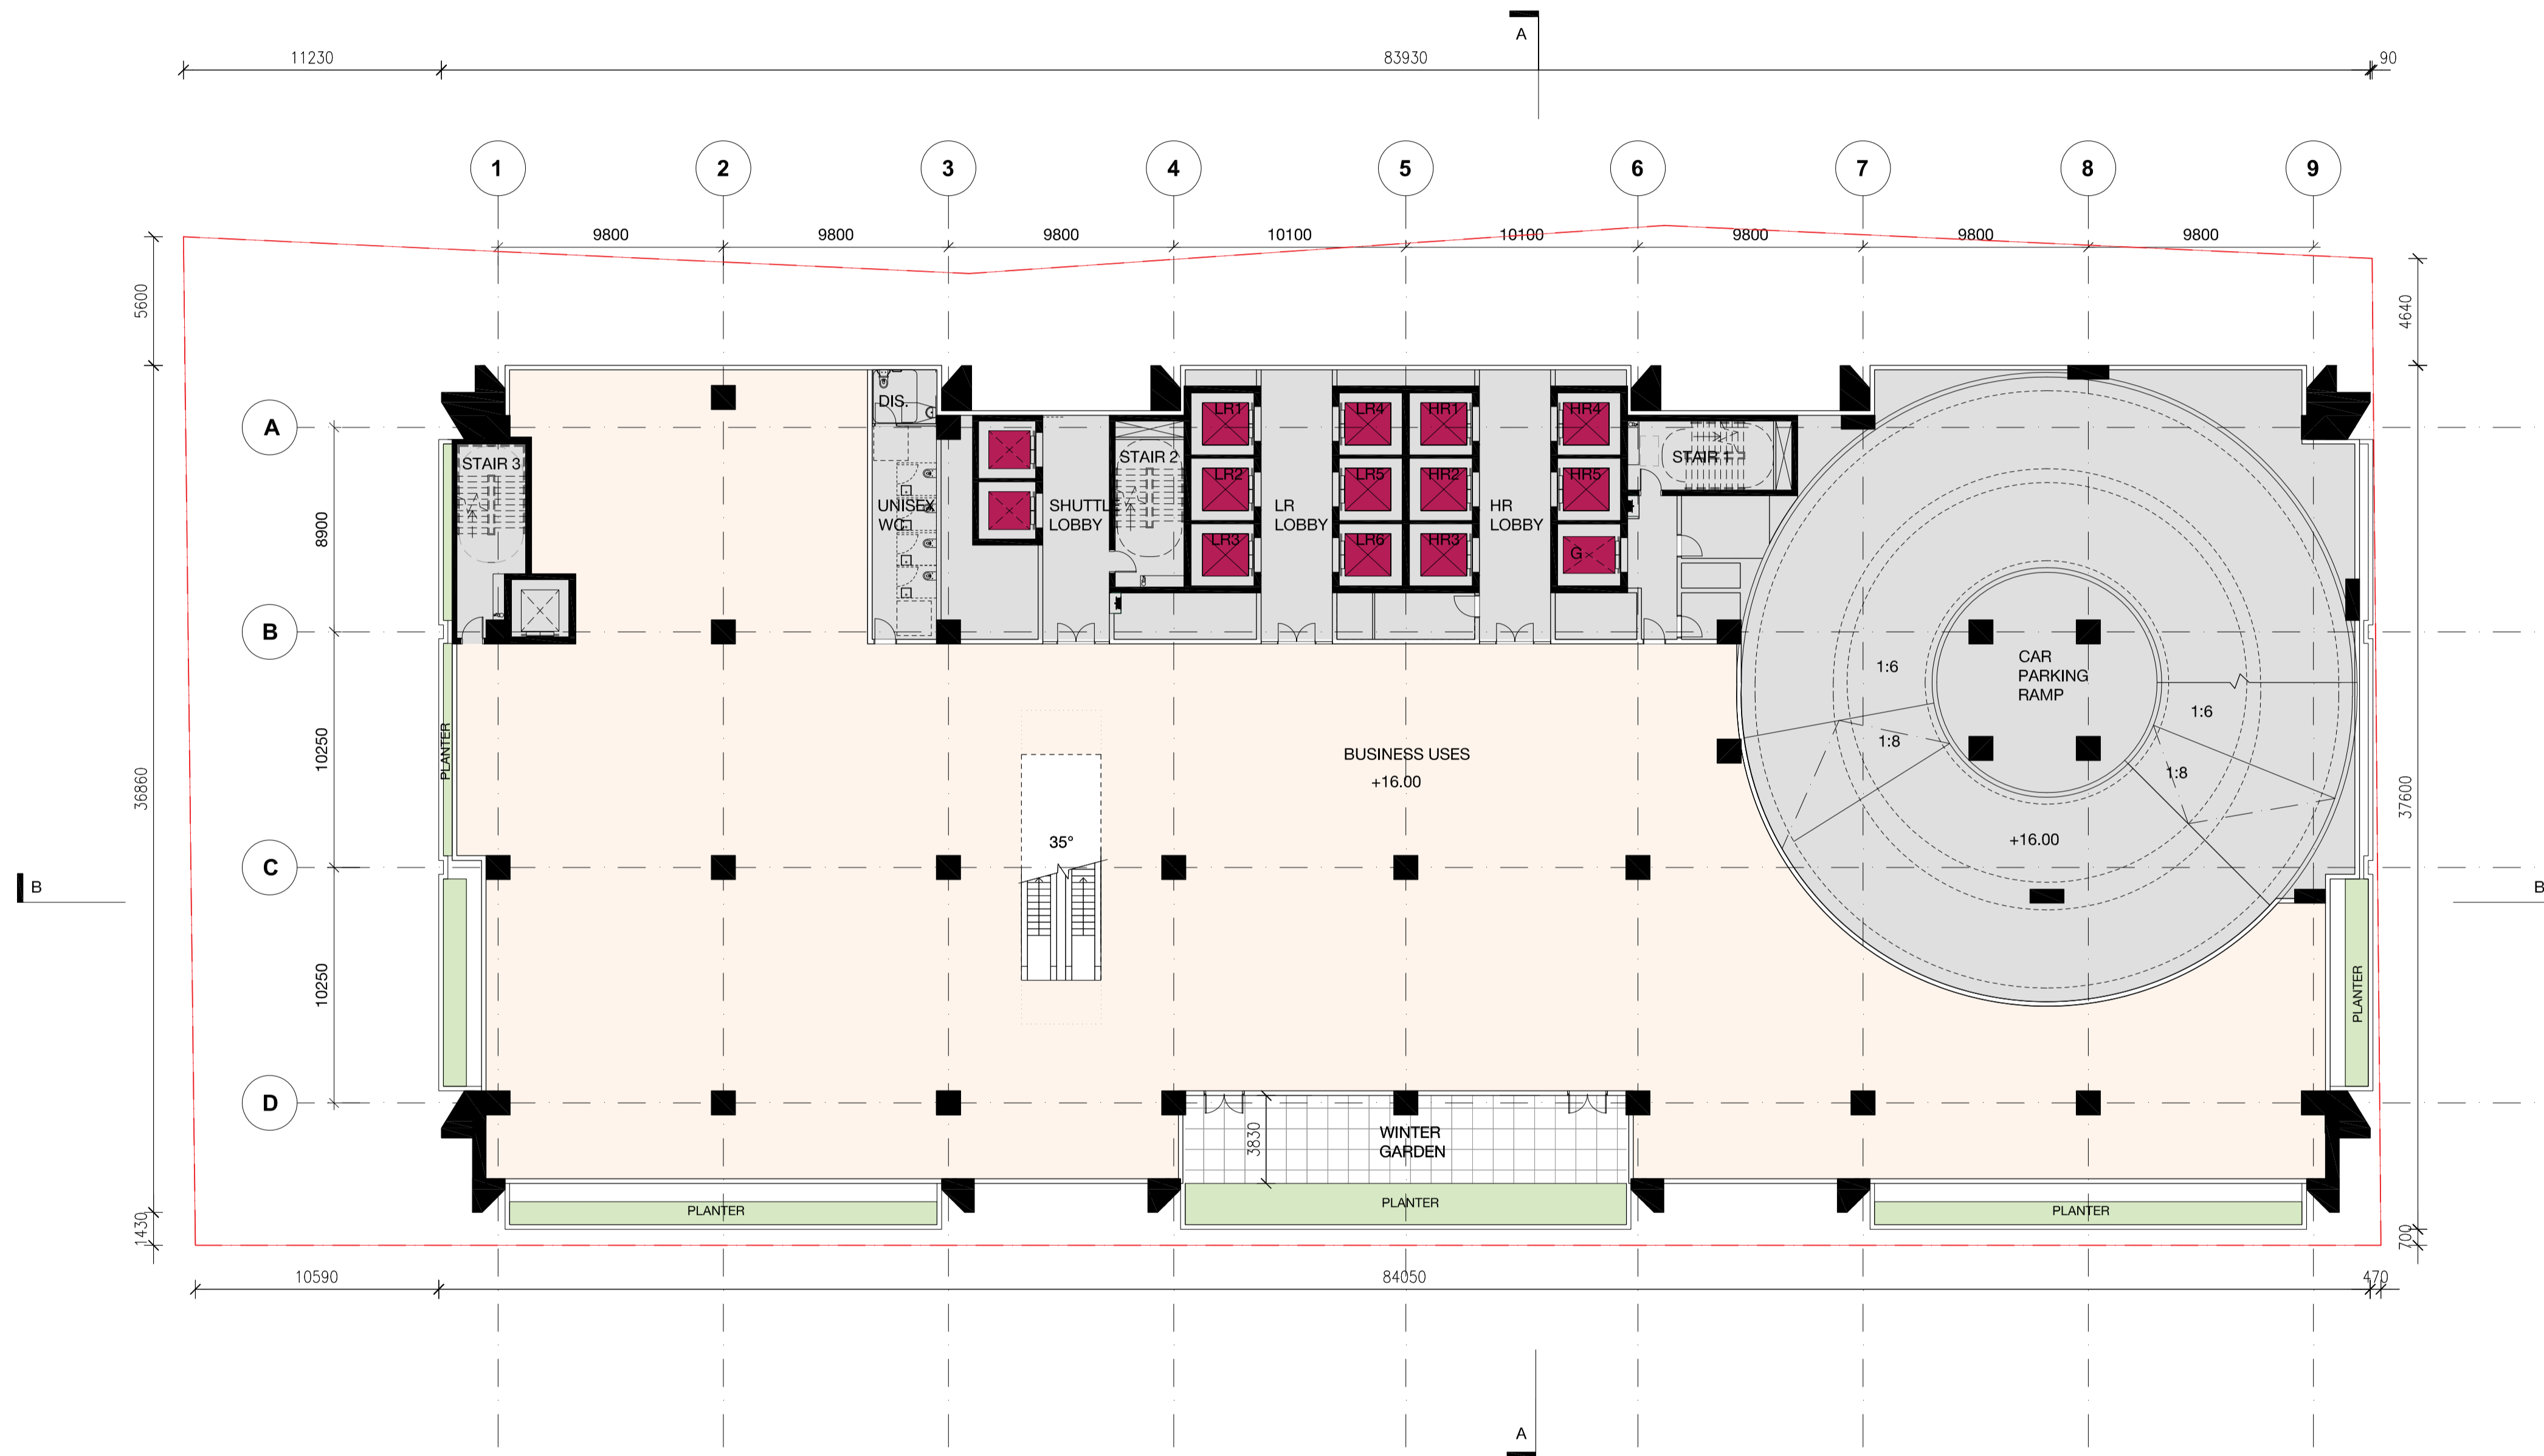 A
11230
83930
90
1
2
3
4
5
6
7
8
9
9800
9800
9800
10100
10100
9800
9800
9800
5600
4640
A
DIS.
LR1
LR4
HR1
HR4
STAIR 3
STAIR 2
STAIR 1
LR2
LR5
HR2
HR5
UNISEX
WC
SHUTTL
LOBBY
LR
LOBBY
HR
LOBBY
8900
LR3
LR6
HR3
G
B
CAR
PARKING
RAMP
1:6
1:6
PLANTER
10250
BUSINESS USES
+16.00
1:8
1:8
36860
37600
35°
+16.00
C
B
B
10250
PLANTER
D
3830
WINTER
GARDEN
PLANTER
PLANTER
PLANTER
1430
700
10590
84050
470
A